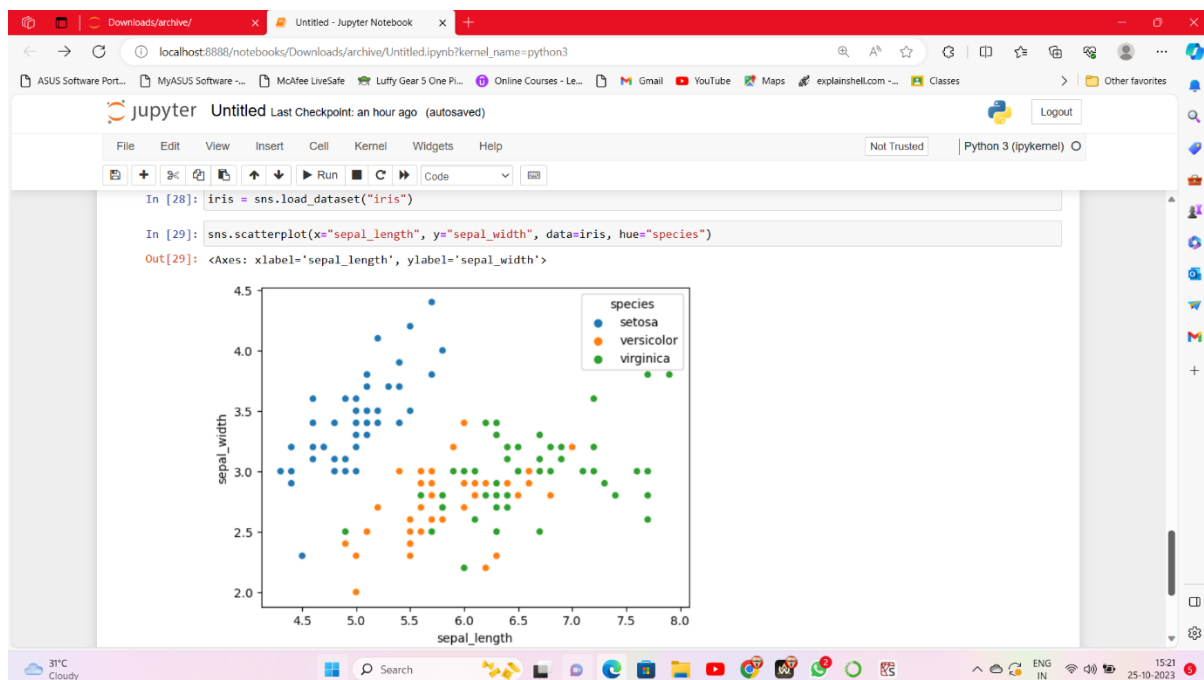 Downloads/archive/
Untitled - Jupyter Notebook
localhost:8888/notebooks/Downloads/archive/Untitled.ipynb?kernel_name=python3
ASUS Software Port... MyASUS Software -... McAfee LiveSafe Luffy Gear 5 One Pi... Online Courses - Le... Gmail YouTube Maps explainshell.com -... Classes Other favorites
jupyter Untitled Last Checkpoint: an hour ago (autosaved) Logout
File Edit View Insert Cell Kernel Widgets Help Not Trusted Python 3 (ipykernel)
Run Code
In [28]: iris = sns.load_dataset("iris")
In [29]: sns.scatterplot(x="sepal_length", y="sepal_width", data=iris, hue="species")
Out[29]: <Axes: xlabel='sepal_length', ylabel='sepal_width'>
species
setosa
versicolor
virginica
4.5
4.0
3.5
3.0
2.5
2.0
sepal_width
4.5 5.0 5.5 6.0 6.5 7.0 7.5 8.0
sepal_length
31°C
Cloudy
Search
ENG
IN
15:21
25-10-2023
5